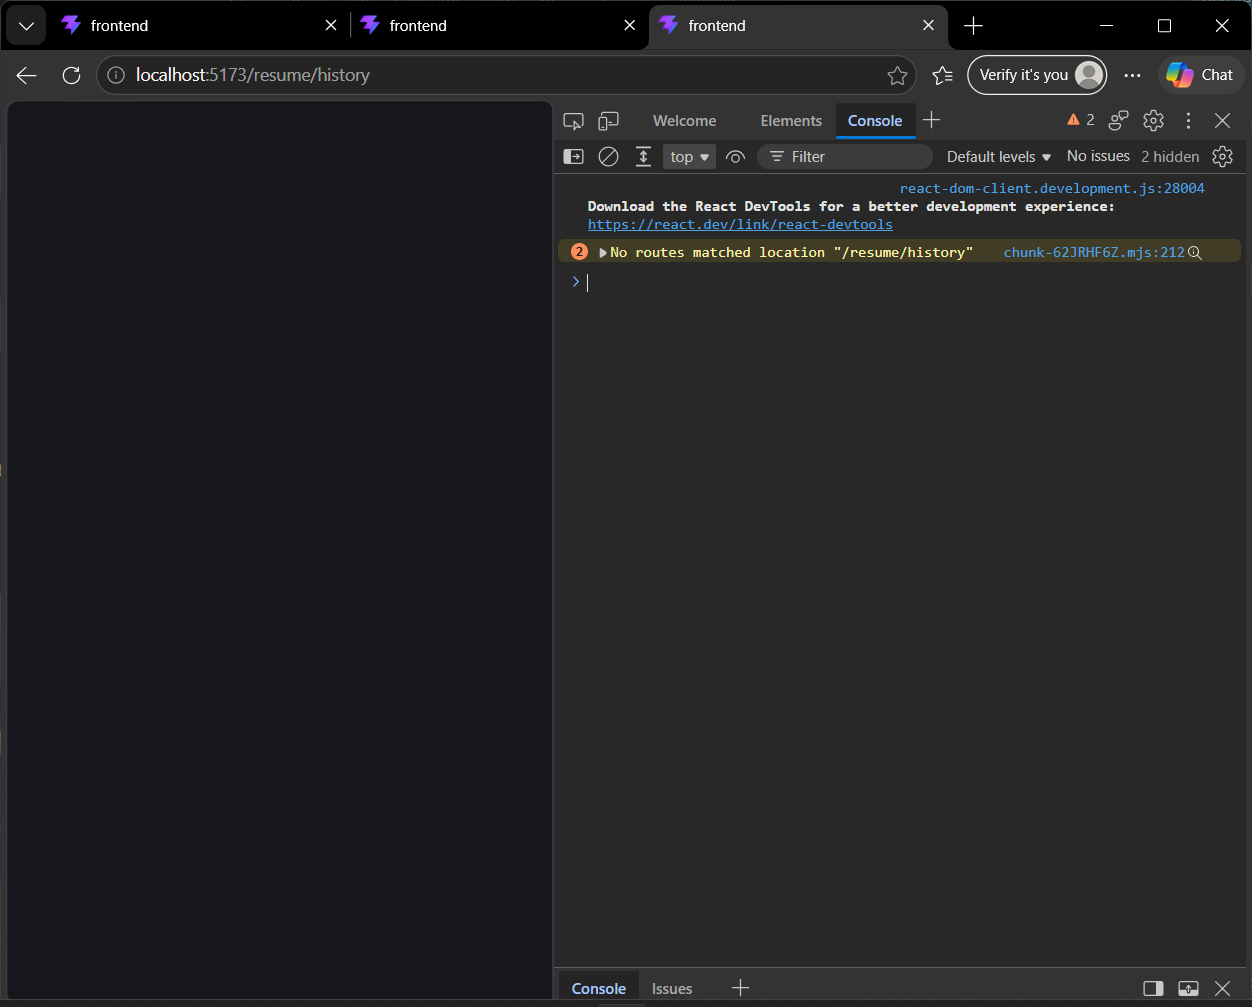 frontend
frontend
frontend
localhost:5173/resume/history
Verify it's you
Chat
Welcome
Elements
Console
2
top
Filter
Default levels
No issues
2 hidden
react-dom-client.development.js:28004
Download the React DevTools for a better development experience:
https://react.dev/link/react-devtools
2
No routes matched location "/resume/history"
chunk-62JRHF6Z.mjs:212
Console
Issues